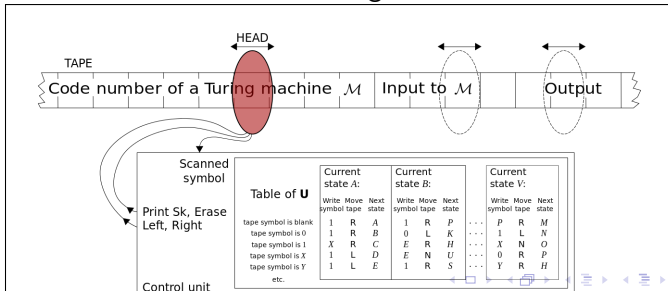 HEAD
TAPE
Code number of a Turing machine ℳ Input to ℳ Output
Scanned
symbol
Print Sk, Erase
Left, Right
Control unit
Table of U
Current state A: Current state B: Current state V:
Write symbol Move tape Next state Write symbol Move tape Next state Write symbol Move tape Next state
tape symbol is blank 1 R A 1 R P · · · P R M
tape symbol is 0 1 R B 0 L K · · · 1 L N
tape symbol is 1 X R C E R H · · · X N O
tape symbol is X 1 L D E N U · · · 0 R P
tape symbol is Y 1 L E 1 R S · · · Y R H
etc.